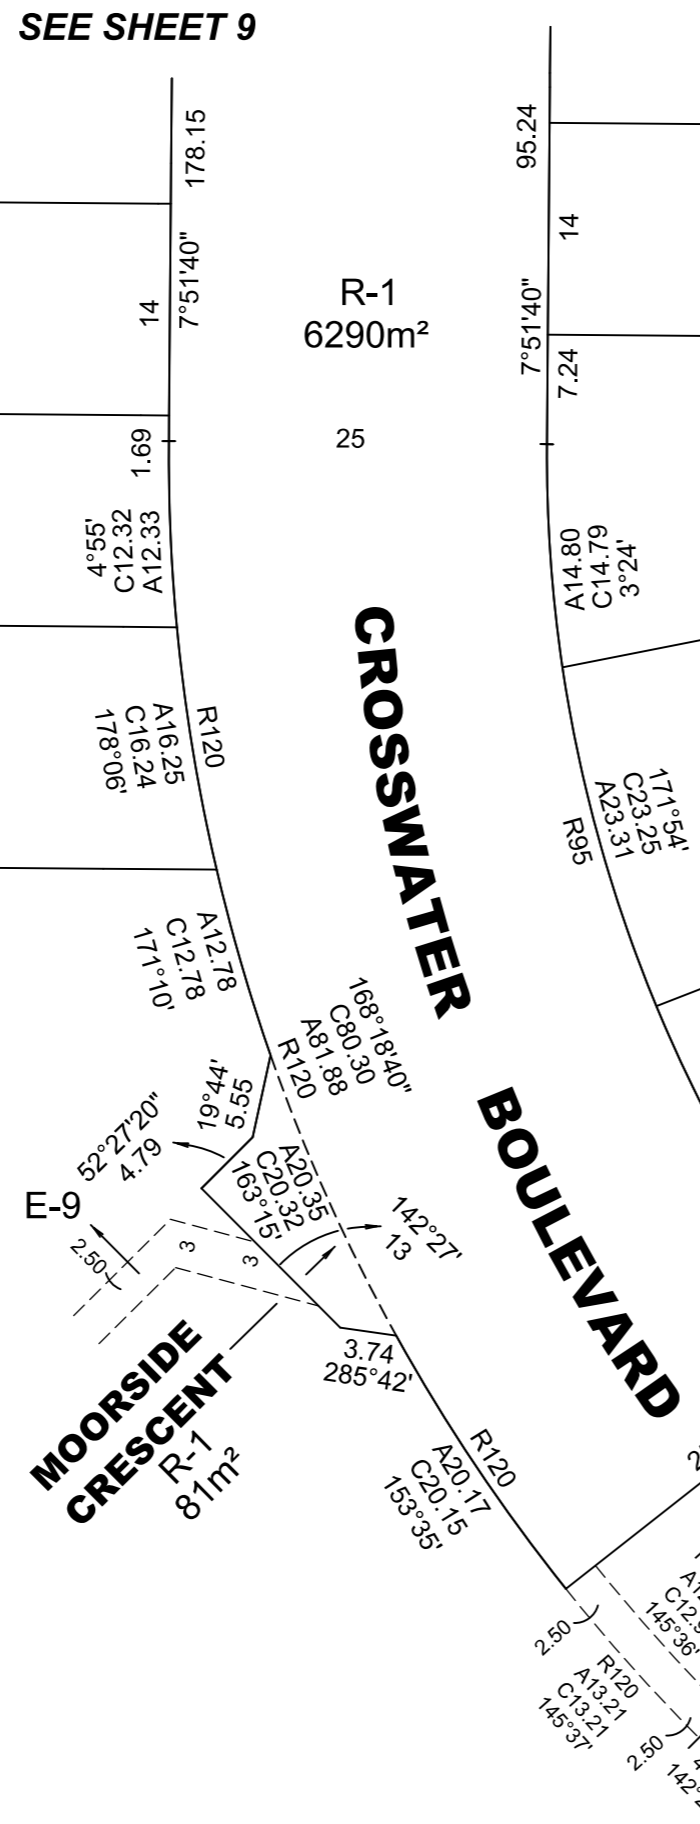 SEE SHEET 9
178.15
7°51'40"
14
95.24
14
7°51'40"
7.24
R-1
6290m²
25
1.69
4°55'
C12.32
A12.33
A14.80
C14.79
3°24'
CROSSWATER
BOULEVARD
R120
A16.25
C16.24
178°06'
171°54'
C23.25
A23.31
R95
A12.78
C12.78
171°10'
168°18'40"
C80.30
A81.88
R120
19°44'
5.55
52°27'20"
4.79
A20.35
C20.32
163°15'
142°27'
13
E-9
2.50
3
3
MOORSIDE
CRESCENT
R-1
81m²
3.74
285°42'
R120
A20.17
C20.15
153°35'
145°36'
2.50
R120
A13.21
C13.21
145°37'
2.50